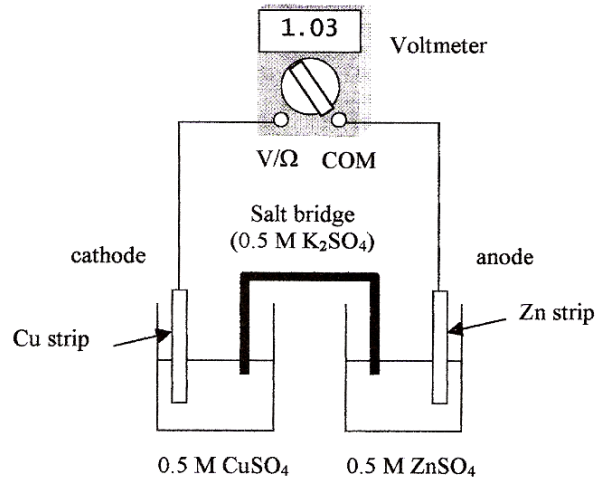 1.03
Voltmeter
V/Ω COM
Salt bridge
(0.5 M K₂SO₄)
cathode
anode
Cu strip
Zn strip
0.5 M CuSO₄
0.5 M ZnSO₄